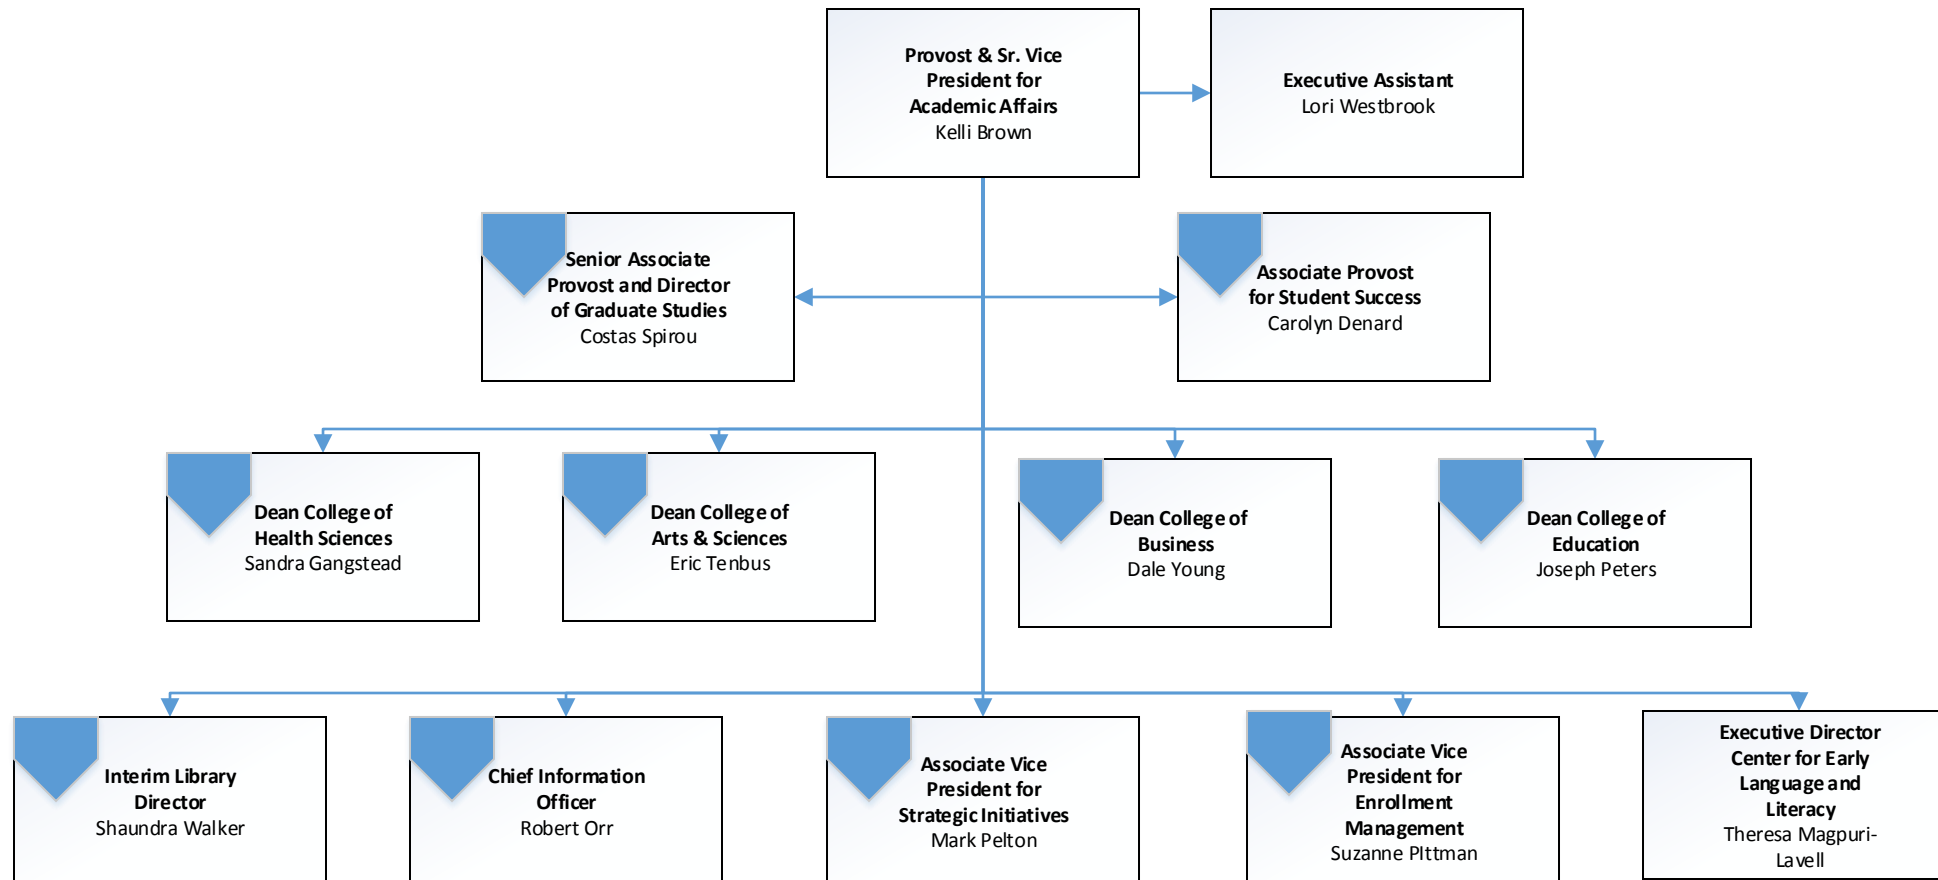 Provost & Sr. Vice
President for
Academic Affairs
Kelli Brown
Executive Assistant
Lori Westbrook
Senior Associate
Provost and Director
of Graduate Studies
Costas Spirou
Associate Provost
for Student Success
Carolyn Denard
Dean College of
Health Sciences
Sandra Gangstead
Dean College of
Arts & Sciences
Eric Tenbus
Dean College of
Business
Dale Young
Dean College of
Education
Joseph Peters
Interim Library
Director
Shaundra Walker
Chief Information
Officer
Robert Orr
Associate Vice
President for
Strategic Initiatives
Mark Pelton
Associate Vice
President for
Enrollment
Management
Suzanne PIttman
Executive Director
Center for Early
Language and
Literacy
Theresa Magpuri-
Lavell